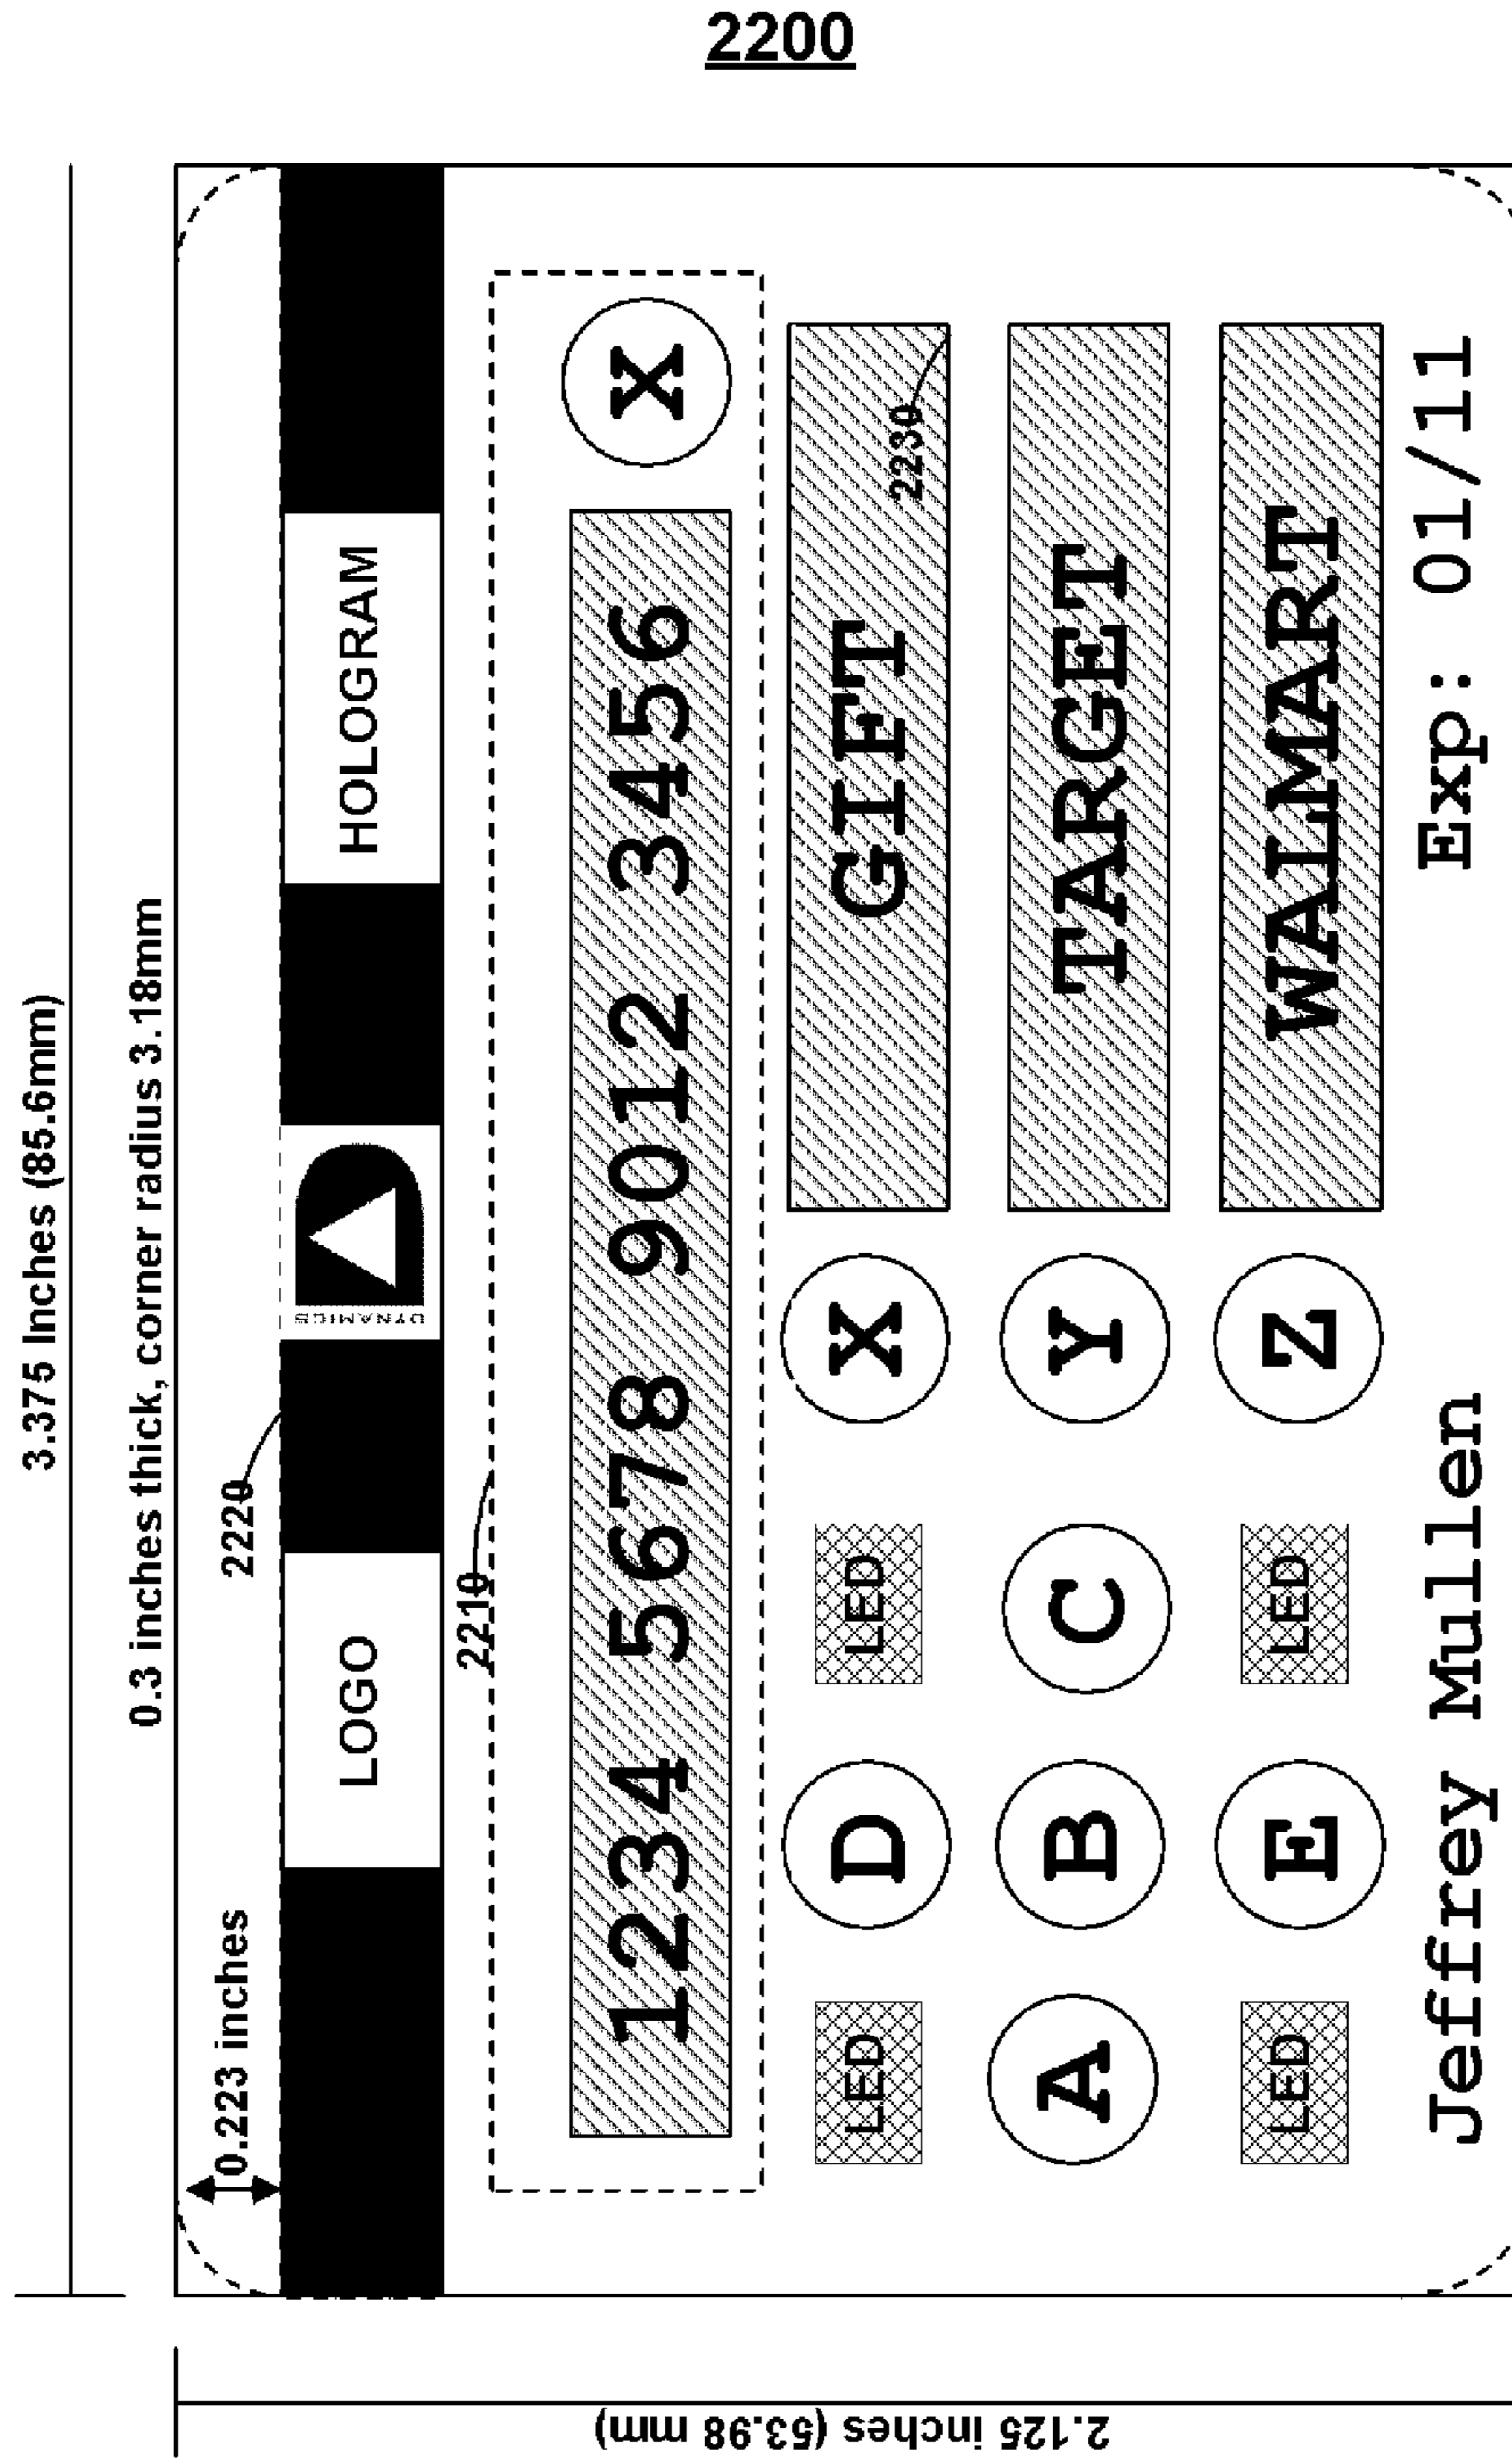 2200
3.375 Inches (85.6mm)
0.3 inches thick, corner radius 3.18mm
0.223 inches
2220
LOGO
DYNAMICS
HOLOGRAM
2210
1234 5678 9012 3456
X
LED
D
LED
X
GIFT
2230
A
B
C
Y
TARGET
LED
E
LED
Z
WALMART
Jeffrey Mullen
Exp: 01/11
2.125 inches (53.98 mm)